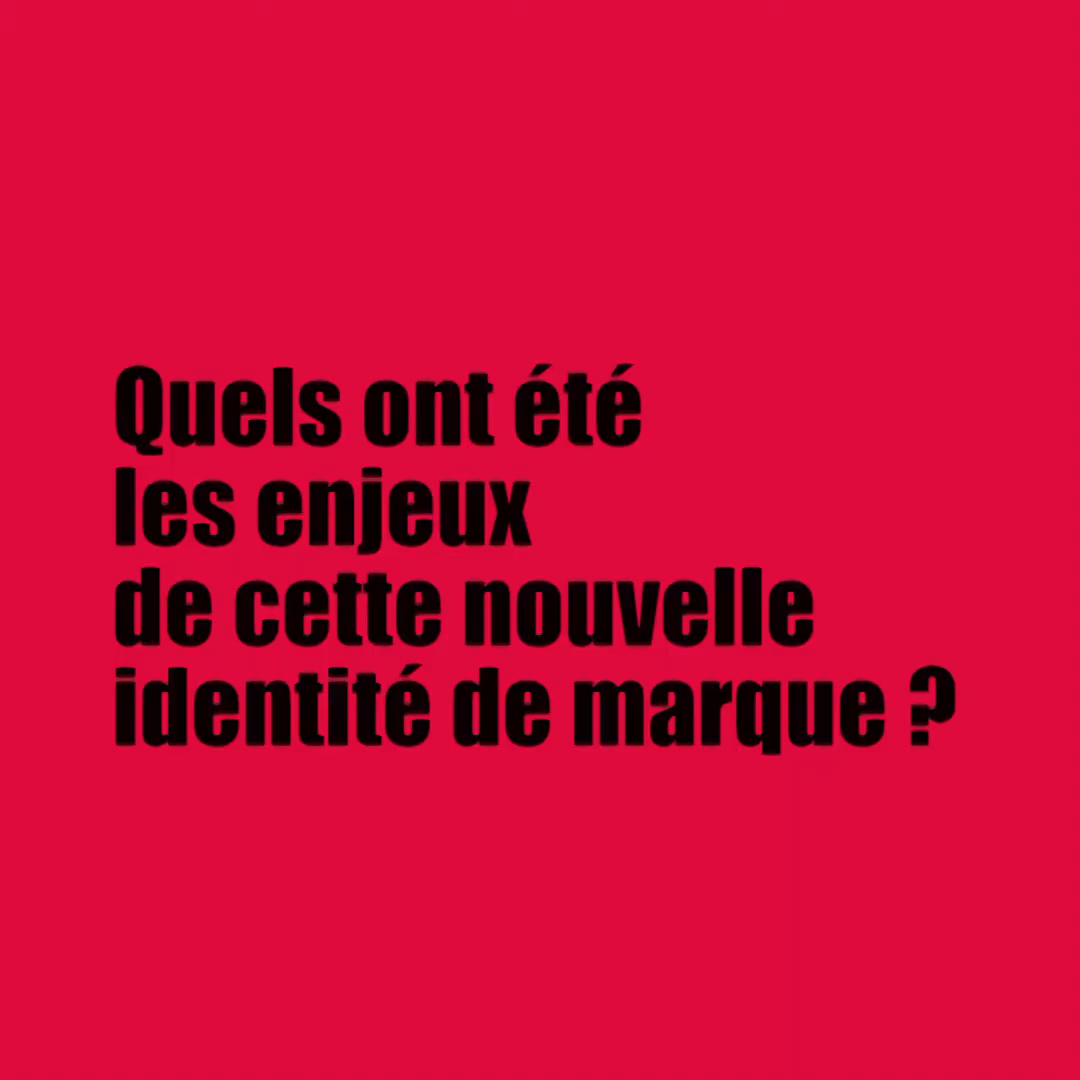 Quels ont été
les enjeux
de cette nouvelle
identité de marque ?